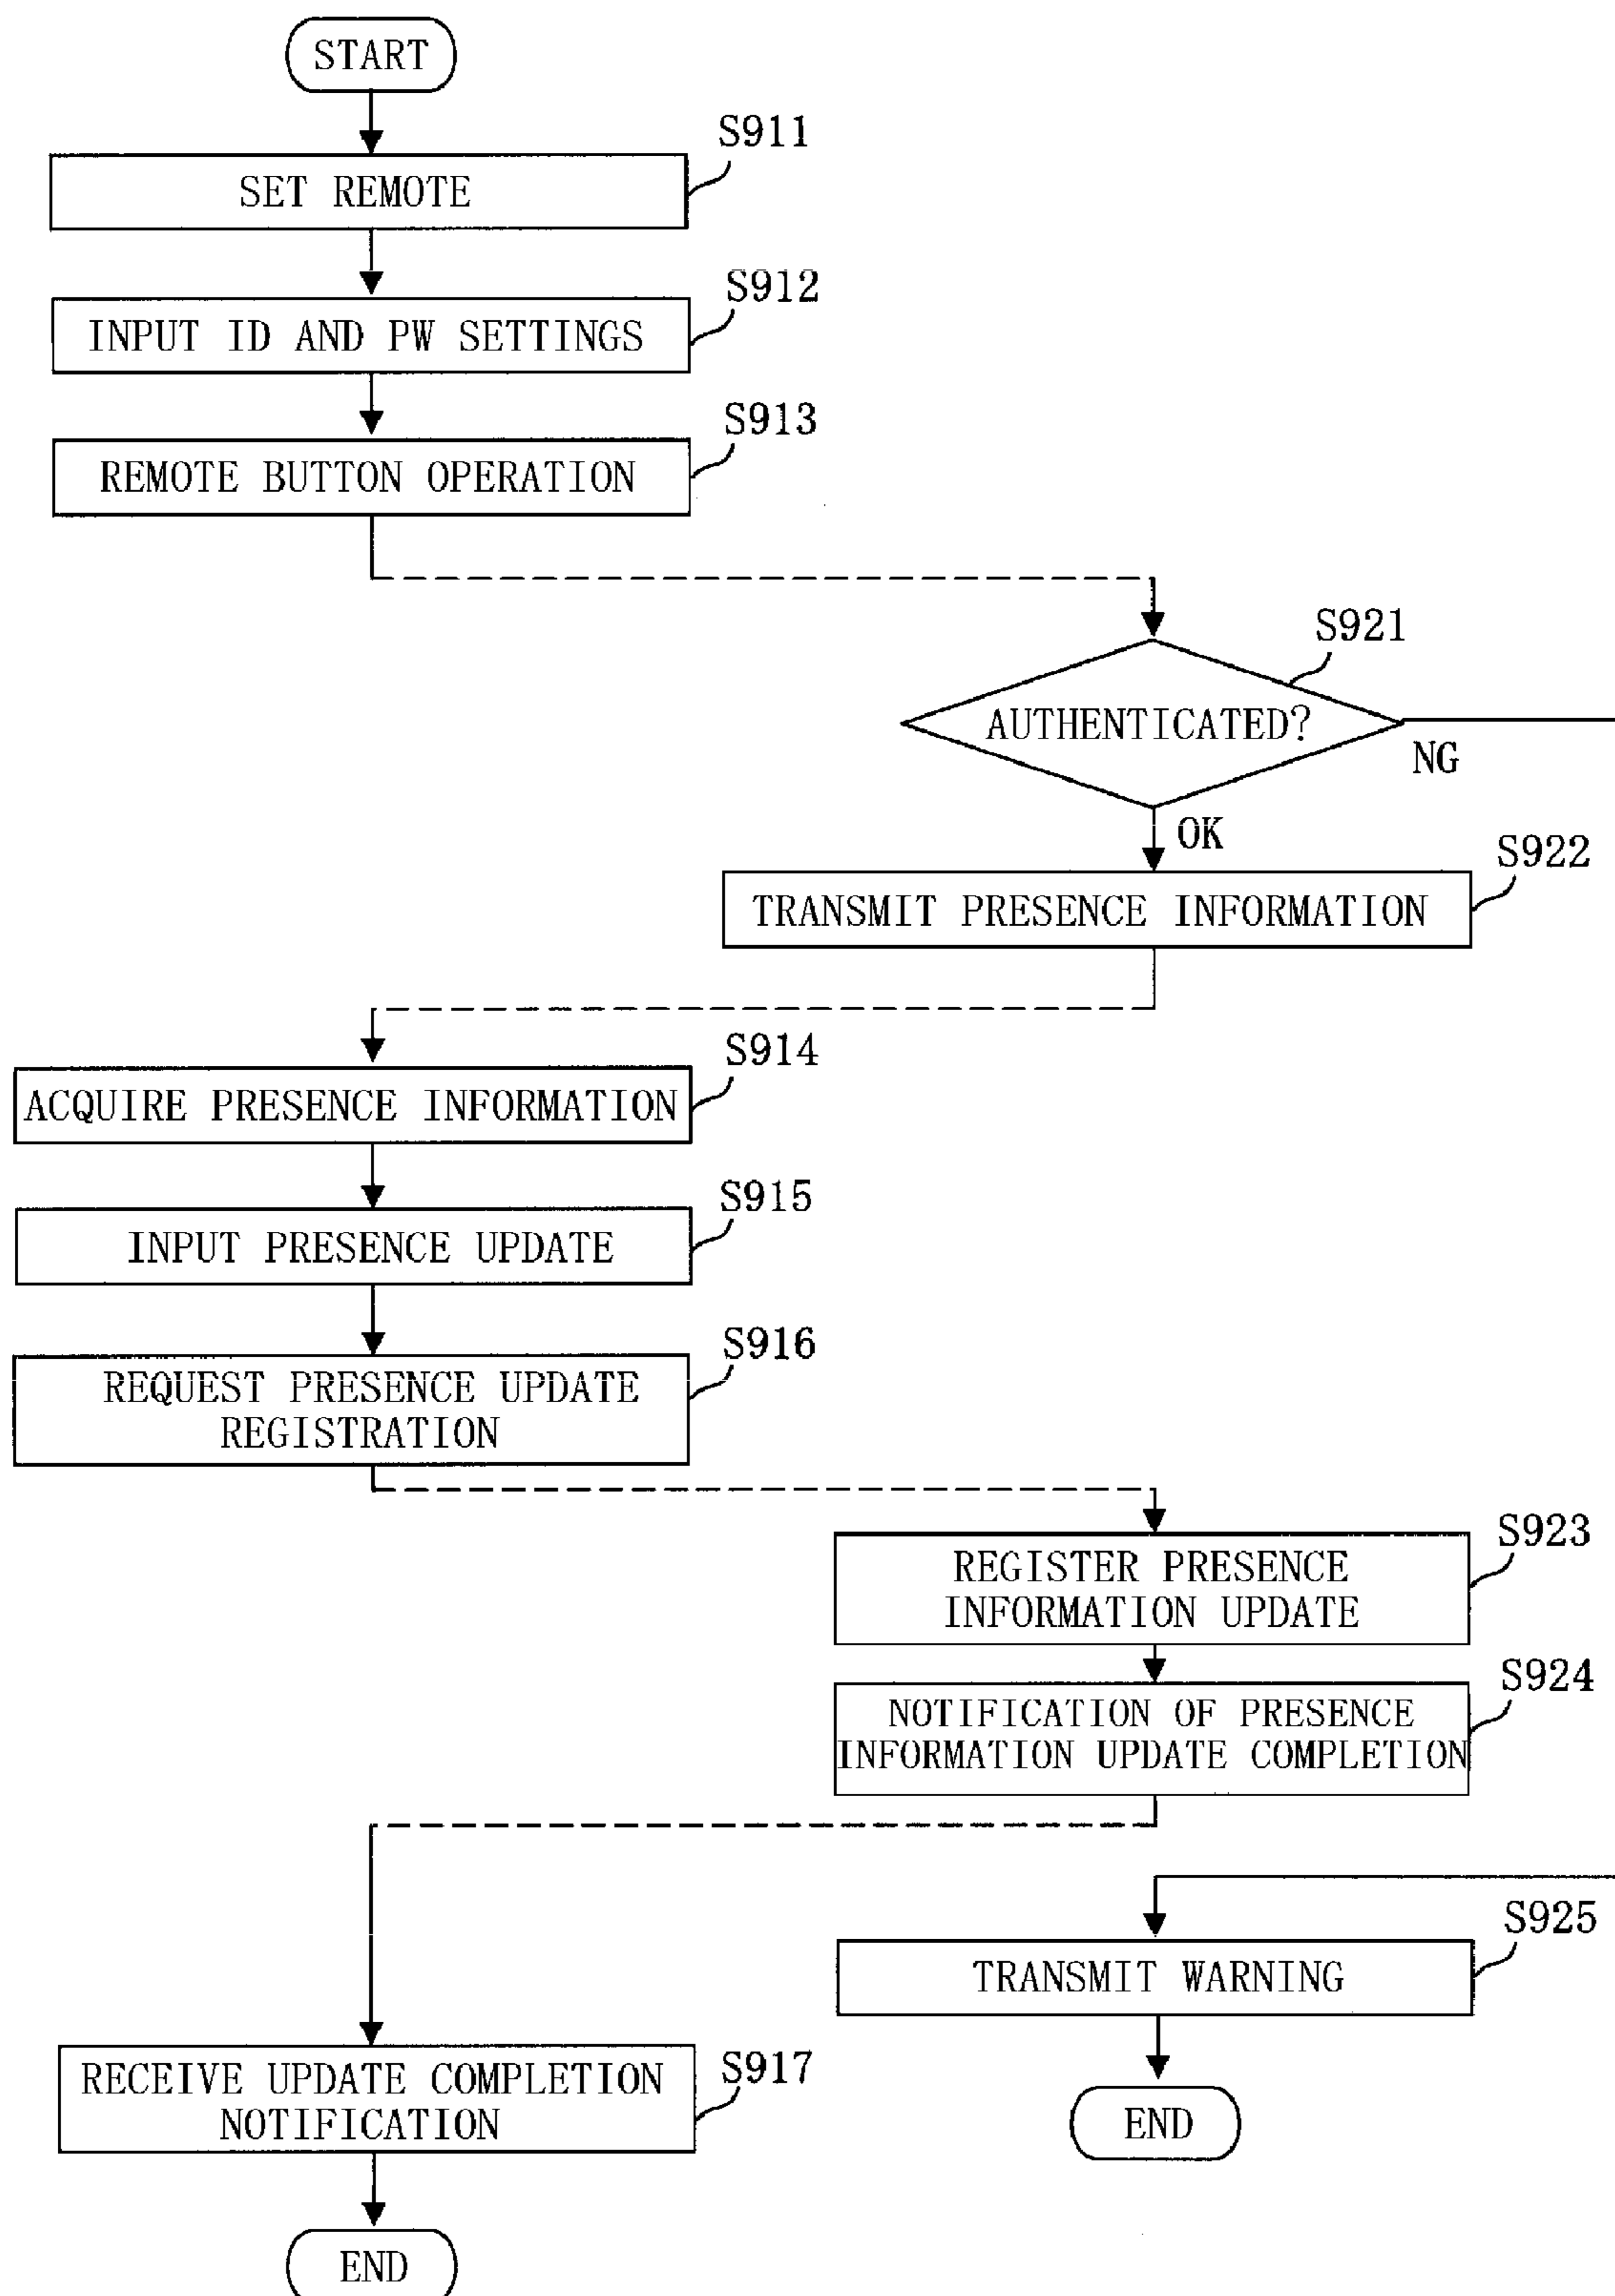 START
S911
SET REMOTE
S912
INPUT ID AND PW SETTINGS
S913
REMOTE BUTTON OPERATION
S921
AUTHENTICATED?
NG
OK
S922
TRANSMIT PRESENCE INFORMATION
S914
ACQUIRE PRESENCE INFORMATION
S915
INPUT PRESENCE UPDATE
S916
REQUEST PRESENCE UPDATE
REGISTRATION
S923
REGISTER PRESENCE
INFORMATION UPDATE
S924
NOTIFICATION OF PRESENCE
INFORMATION UPDATE COMPLETION
S925
TRANSMIT WARNING
END
S917
RECEIVE UPDATE COMPLETION
NOTIFICATION
END